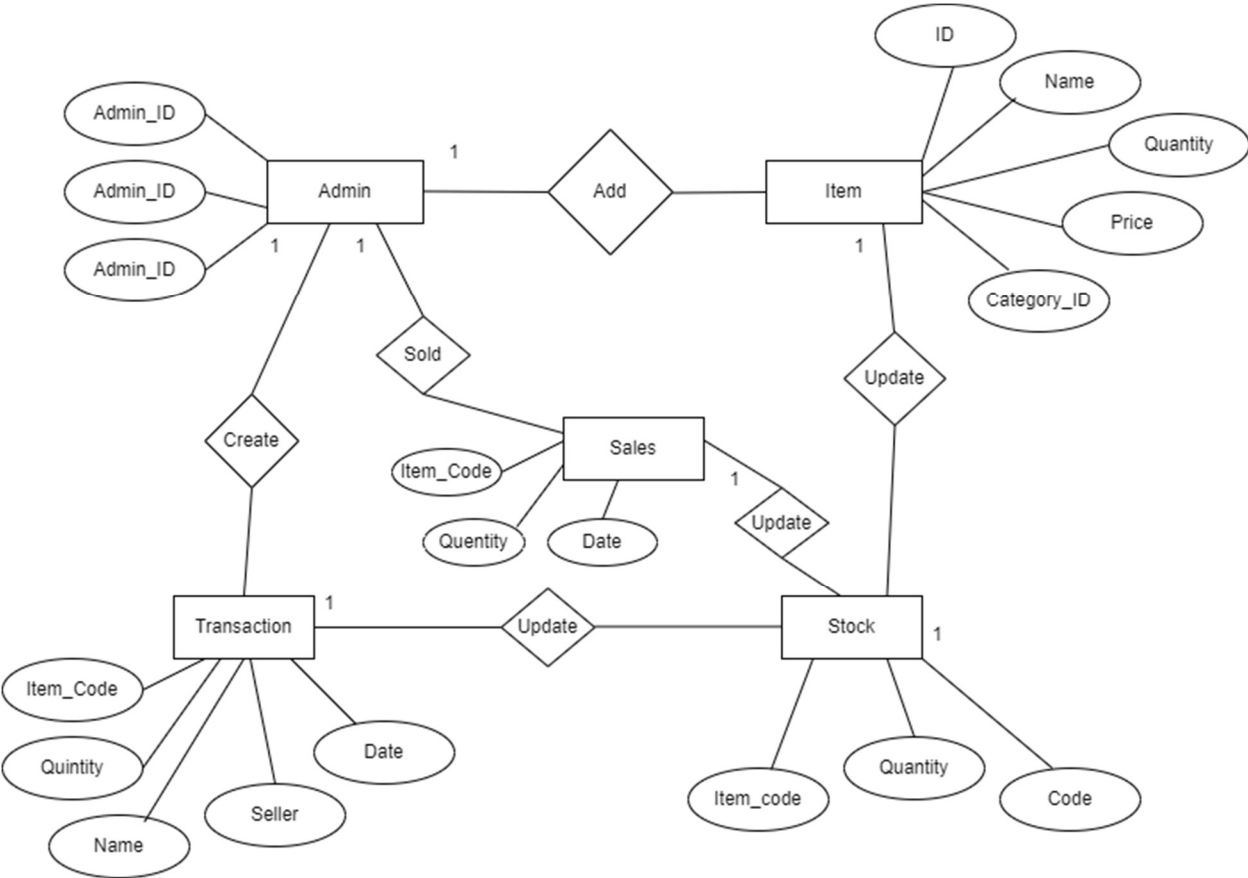 ID
Name
Admin_ID
Quantity
1
Admin_ID
Admin
Add
Item
Price
1
1
1
Admin_ID
Category_ID
Sold
Update
Create
Sales
Item_Code
1
Update
Quentity
Date
1
Transaction
Update
Stock
1
Item_Code
Date
Quintity
Quantity
Seller
Item_code
Code
Name